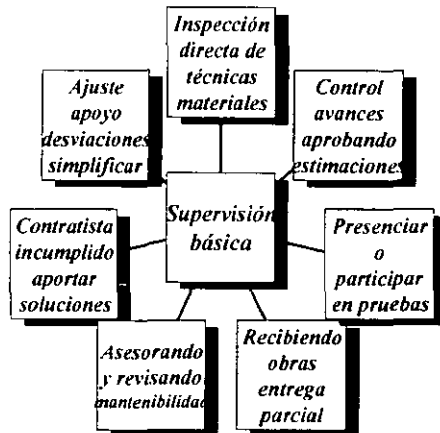 Inspección
directa de
técnicas
materiales
Ajuste
apoyo
desviaciones
simplificar
Control
avances
aprobando
estimaciones
Supervisión
básica
Contratista
incumplido
aportar
soluciones
Presenciar
o
participar
en pruebas
Asesorando
y revisando
mantenibilidad
Recibiendo
obras
entrega
parcial